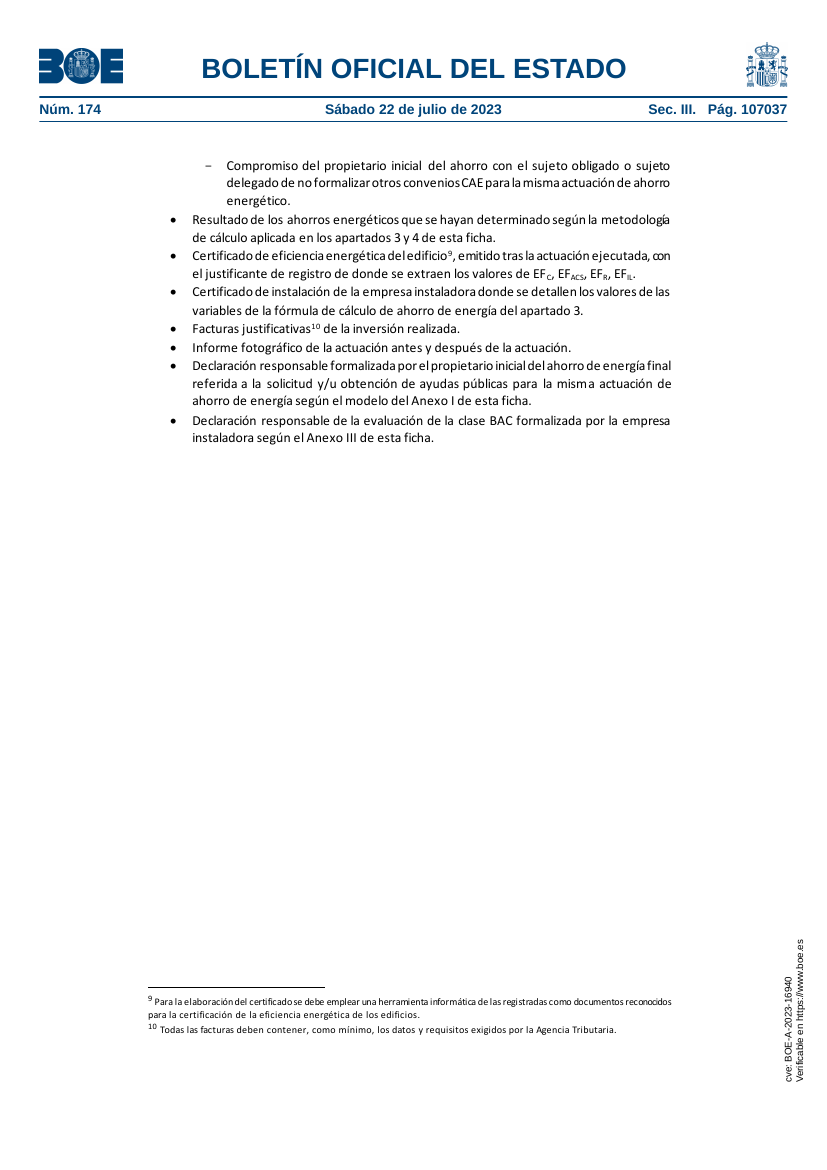 BOE
BOLETÍN OFICIAL DEL ESTADO
Núm. 174 Sábado 22 de julio de 2023 Sec. III. Pág. 107037
– Compromiso del propietario inicial del ahorro con el sujeto obligado o sujeto
delegado de no formalizar otros convenios CAE para la misma actuación de ahorro
energético.
• Resultado de los ahorros energéticos que se hayan determinado según la metodología
de cálculo aplicada en los apartados 3 y 4 de esta ficha.
• Certificado de eficiencia energética del edificio⁹, emitido tras la actuación ejecutada, con
el justificante de registro de donde se extraen los valores de EF_C, EF_ACS, EF_R, EF_IL.
• Certificado de instalación de la empresa instaladora donde se detallen los valores de las
variables de la fórmula de cálculo de ahorro de energía del apartado 3.
• Facturas justificativas¹⁰ de la inversión realizada.
• Informe fotográfico de la actuación antes y después de la actuación.
• Declaración responsable formalizada por el propietario inicial del ahorro de energía final
referida a la solicitud y/u obtención de ayudas públicas para la misma actuación de
ahorro de energía según el modelo del Anexo I de esta ficha.
• Declaración responsable de la evaluación de la clase BAC formalizada por la empresa
instaladora según el Anexo III de esta ficha.
⁹ Para la elaboración del certificado se debe emplear una herramienta informática de las registradas como documentos reconocidos
para la certificación de la eficiencia energética de los edificios.
¹⁰ Todas las facturas deben contener, como mínimo, los datos y requisitos exigidos por la Agencia Tributaria.
cve: BOE-A-2023-16940
Verificable en https://www.boe.es